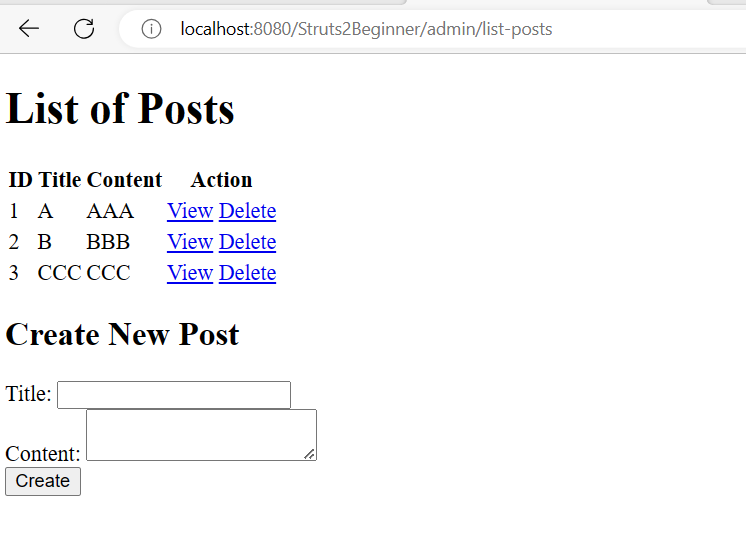 localhost:8080/Struts2Beginner/admin/list-posts
List of Posts
ID Title Content Action
1 A AAA View Delete
2 B BBB View Delete
3 CCC CCC View Delete
Create New Post
Title:
Content:
Create